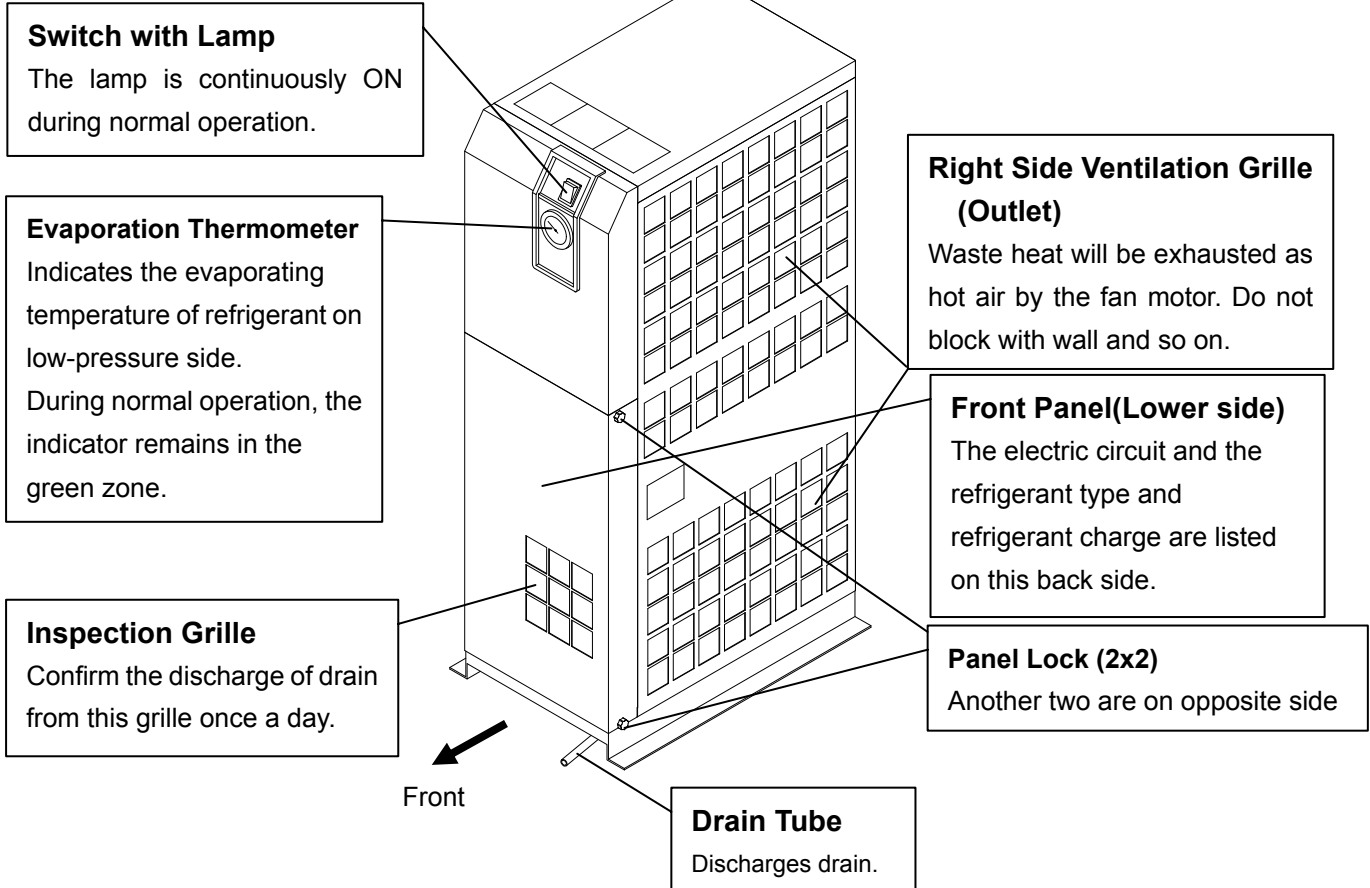 Switch with Lamp
The lamp is continuously ON
during normal operation.
Evaporation Thermometer
Indicates the evaporating
temperature of refrigerant on
low-pressure side.
During normal operation, the
indicator remains in the
green zone.
Inspection Grille
Confirm the discharge of drain
from this grille once a day.
Front
Right Side Ventilation Grille
(Outlet)
Waste heat will be exhausted as
hot air by the fan motor. Do not
block with wall and so on.
Front Panel(Lower side)
The electric circuit and the
refrigerant type and
refrigerant charge are listed
on this back side.
Panel Lock (2x2)
Another two are on opposite side
Drain Tube
Discharges drain.